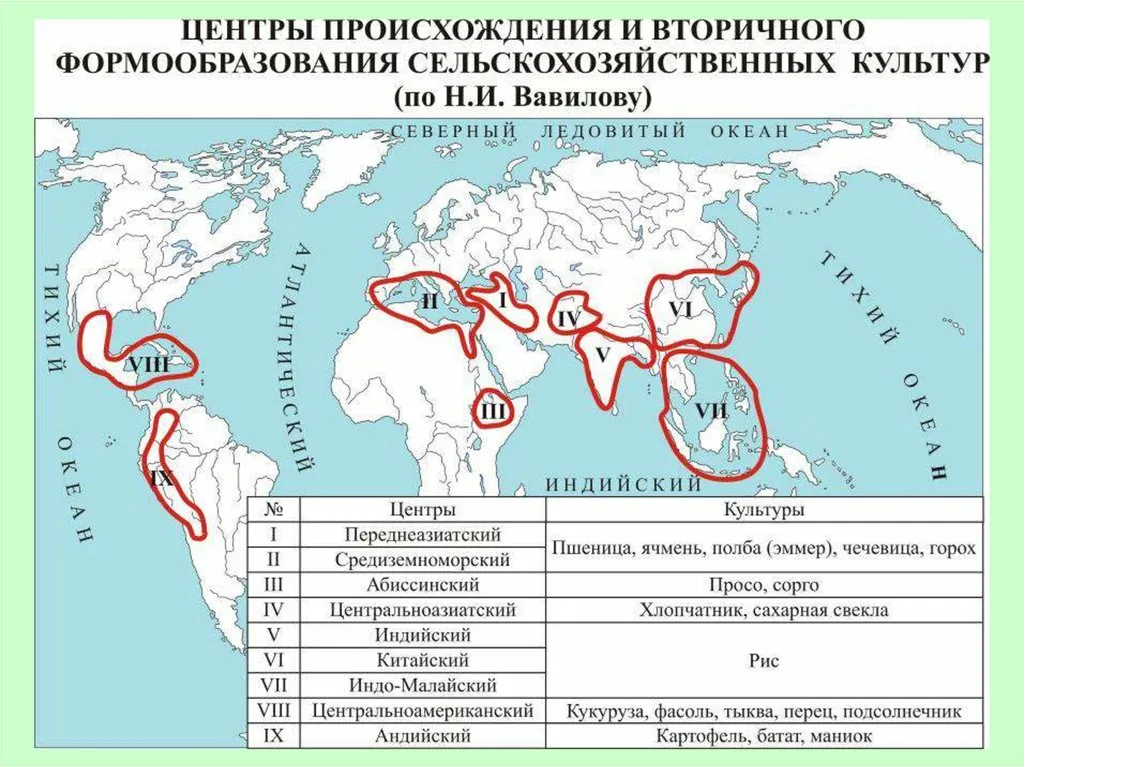 ЦЕНТРЫ ПРОИСХОЖДЕНИЯ И ВТОРИЧНОГО
ФОРМООБРАЗОВАНИЯ СЕЛЬСКОХОЗЯЙСТВЕННЫХ КУЛЬТУР
(по Н.И. Вавилову)
СЕВЕРНЫЙ ЛЕДОВИТЫЙ ОКЕАН
ТИХИЙ ОКЕАН
АТЛАНТИЧЕСКИЙ
ТИХИЙ ОКЕАН
ИНДИЙСКИЙ
I
II
III
IV
V
VI
VII
VIII
IX
№ Центры Культуры
I Переднеазиатский
Пшеница, ячмень, полба (эммер), чечевица, горох
II Средиземноморский
III Абиссинский Просо, сорго
IV Центральноазиатский Хлопчатник, сахарная свекла
V Индийский
VI Китайский Рис
VII Индо-Малайский
VIII Центральноамериканский Кукуруза, фасоль, тыква, перец, подсолнечник
IX Андийский Картофель, батат, маниок